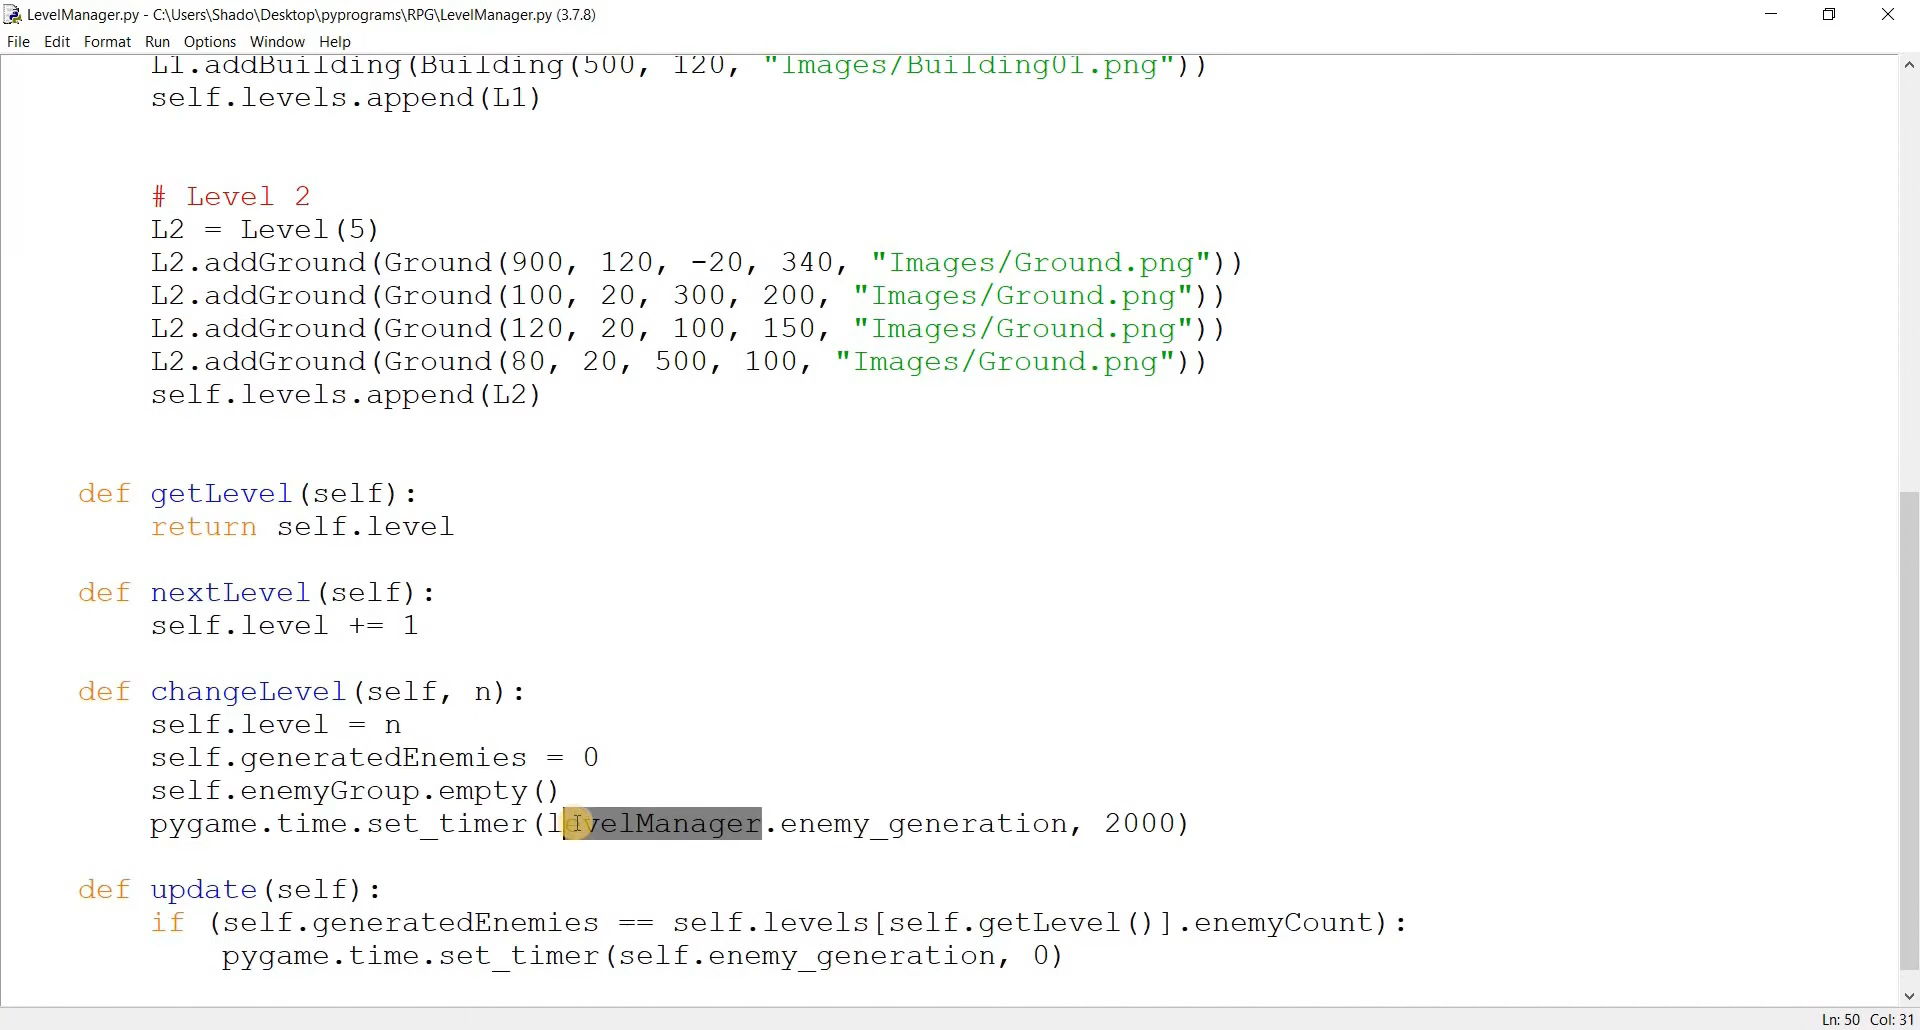 LevelManager.py - C:\Users\Shado\Desktop\pyprograms\RPG\LevelManager.py (3.7.8)
File Edit Format Run Options Window Help
L1.addBuilding(Building(500, 120, "Images/Building01.png"))
self.levels.append(L1)
# Level 2
L2 = Level(5)
L2.addGround(Ground(900, 120, -20, 340, "Images/Ground.png"))
L2.addGround(Ground(100, 20, 300, 200, "Images/Ground.png"))
L2.addGround(Ground(120, 20, 100, 150, "Images/Ground.png"))
L2.addGround(Ground(80, 20, 500, 100, "Images/Ground.png"))
self.levels.append(L2)
def getLevel(self):
return self.level
def nextLevel(self):
self.level += 1
def changeLevel(self, n):
self.level = n
self.generatedEnemies = 0
self.enemyGroup.empty()
pygame.time.set_timer(levelManager.enemy_generation, 2000)
def update(self):
if (self.generatedEnemies == self.levels[self.getLevel()].enemyCount):
pygame.time.set_timer(self.enemy_generation, 0)
Ln: 50 Col: 31